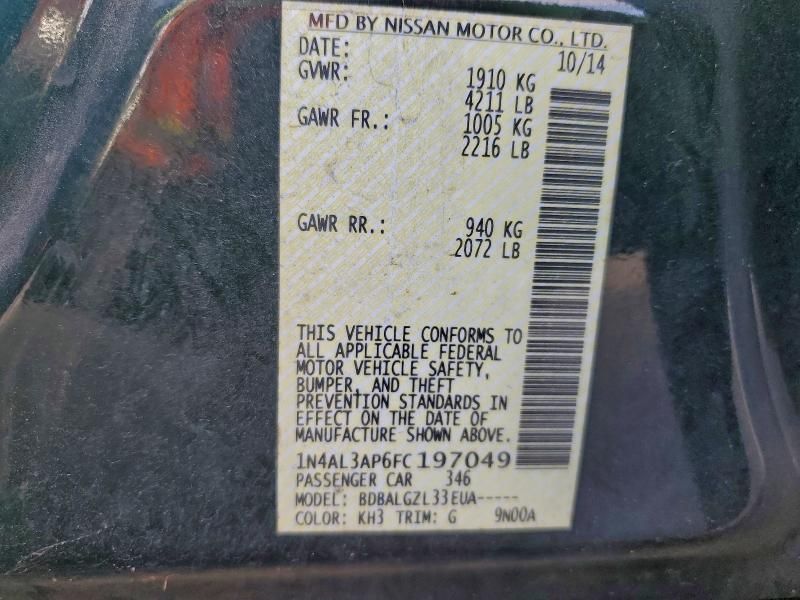 MFD BY NISSAN MOTOR CO., LTD.
DATE: 10/14
GVWR: 1910 KG
4211 LB
GAWR FR.: 1005 KG
2216 LB
GAWR RR.: 940 KG
2072 LB
THIS VEHICLE CONFORMS TO
ALL APPLICABLE FEDERAL
MOTOR VEHICLE SAFETY,
BUMPER, AND THEFT
PREVENTION STANDARDS IN
EFFECT ON THE DATE OF
MANUFACTURE SHOWN ABOVE.
1N4AL3AP6FC197049
PASSENGER CAR 346
MODEL: BDBALGZL33EUA-----
COLOR: KH3 TRIM: G 9N00A